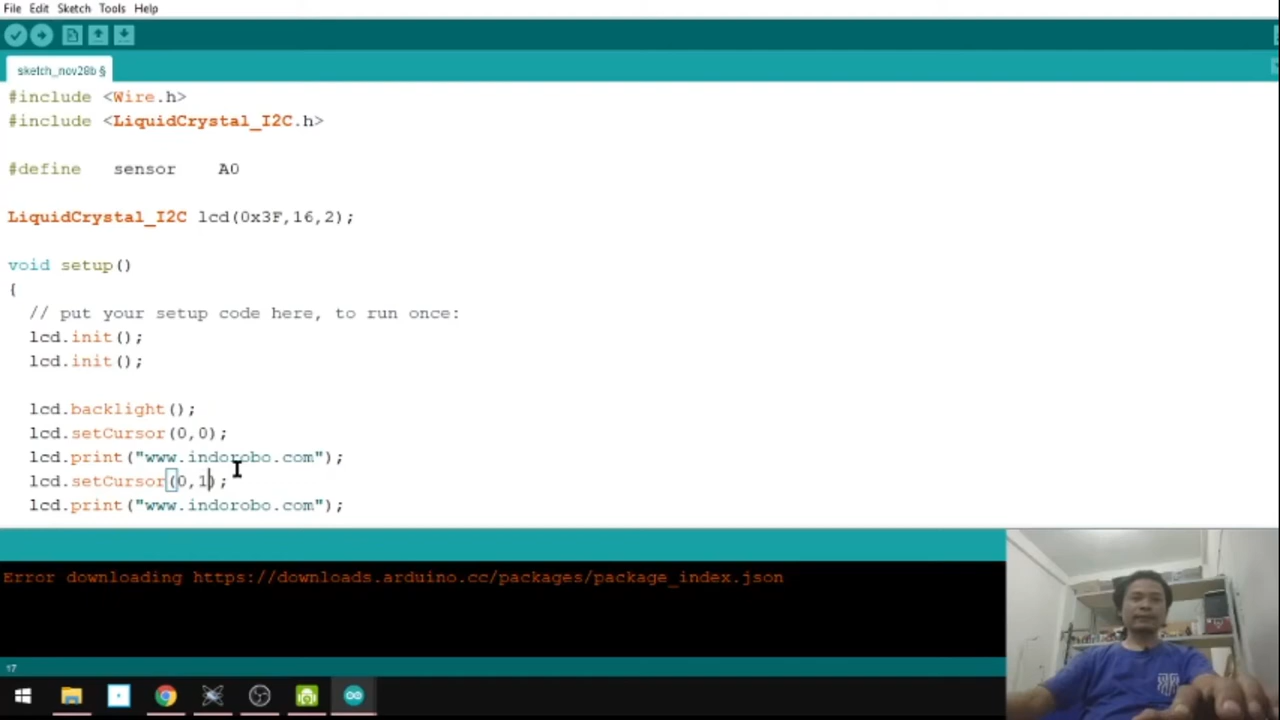 File Edit Sketch Tools Help
sketch_nov28b §
#include <Wire.h>
#include <LiquidCrystal_I2C.h>
#define sensor A0
LiquidCrystal_I2C lcd(0x3F,16,2);
void setup()
{
// put your setup code here, to run once:
lcd.init();
lcd.init();
lcd.backlight();
lcd.setCursor(0,0);
lcd.print("www.indorobo.com");
lcd.setCursor(0,1);
lcd.print("www.indorobo.com");
Error downloading https://downloads.arduino.cc/packages/package_index.json
17